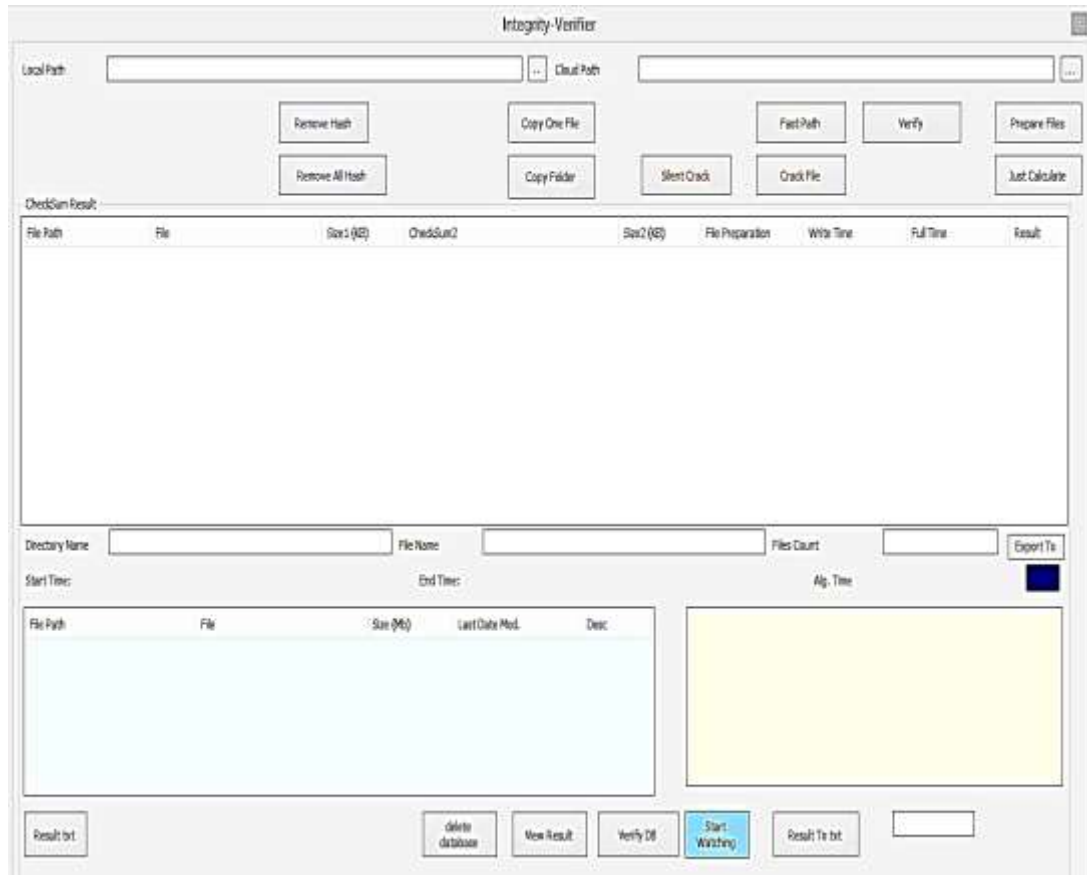 Integrity-Verifier
Local Path .. Cloud Path ...
Remove Hash Copy One File Fast Path Verify Prepare Files
Remove All Hash Copy Folder Silent Crack Crack File Just Calculate
CheckSum Result
File Path File Size1 (KB) CheckSum2 Size2 (KB) File Preparation Write Time Full Time Result
Directory Name File Name Files Count Export To
Start Time: End Time: Alg. Time
File Path File Size (Mb) Last Date Mod. Desc
Result txt delete database View Result Verify DB Start Watching Result To txt